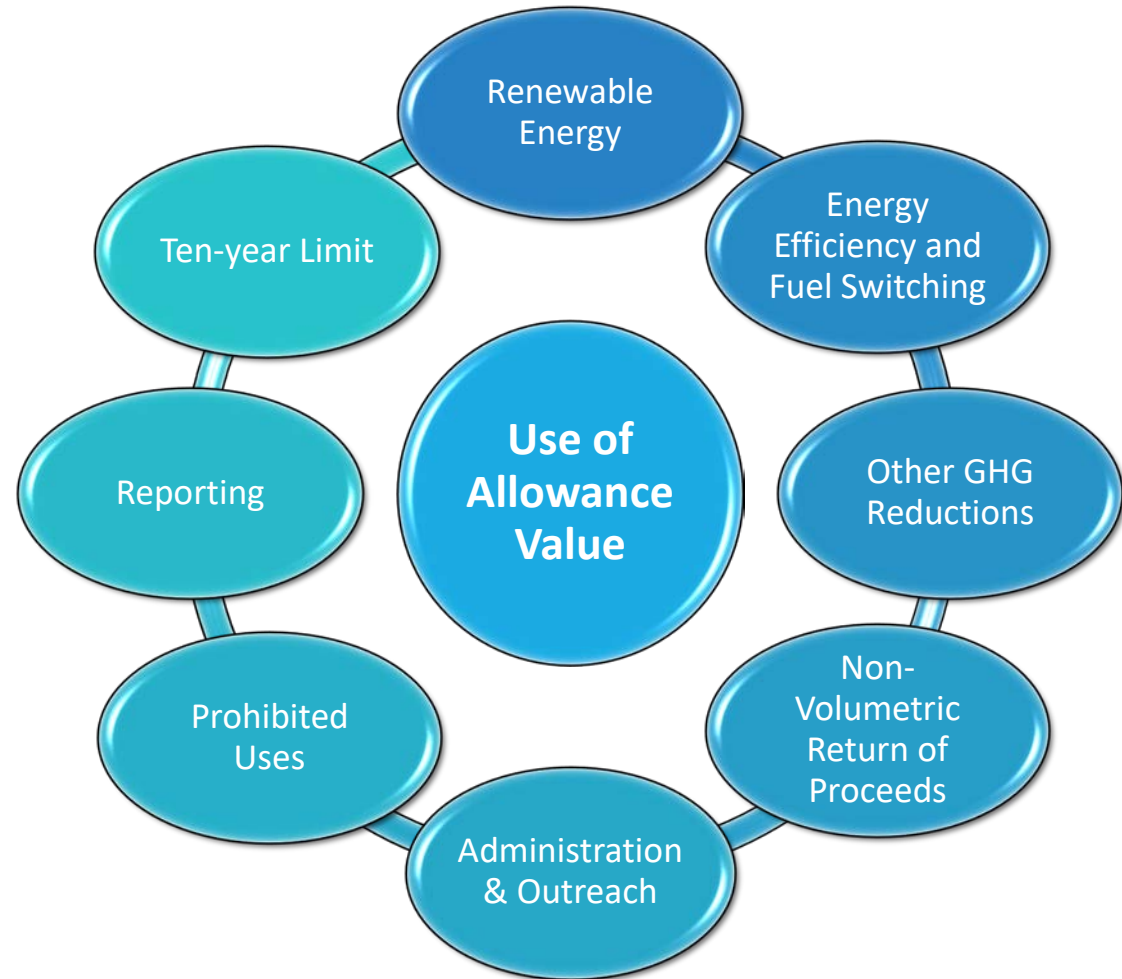 Renewable
Energy
Energy
Efficiency and
Fuel Switching
Other GHG
Reductions
Non-
Volumetric
Return of
Proceeds
Administration
& Outreach
Prohibited
Uses
Reporting
Ten-year Limit
Use of
Allowance
Value